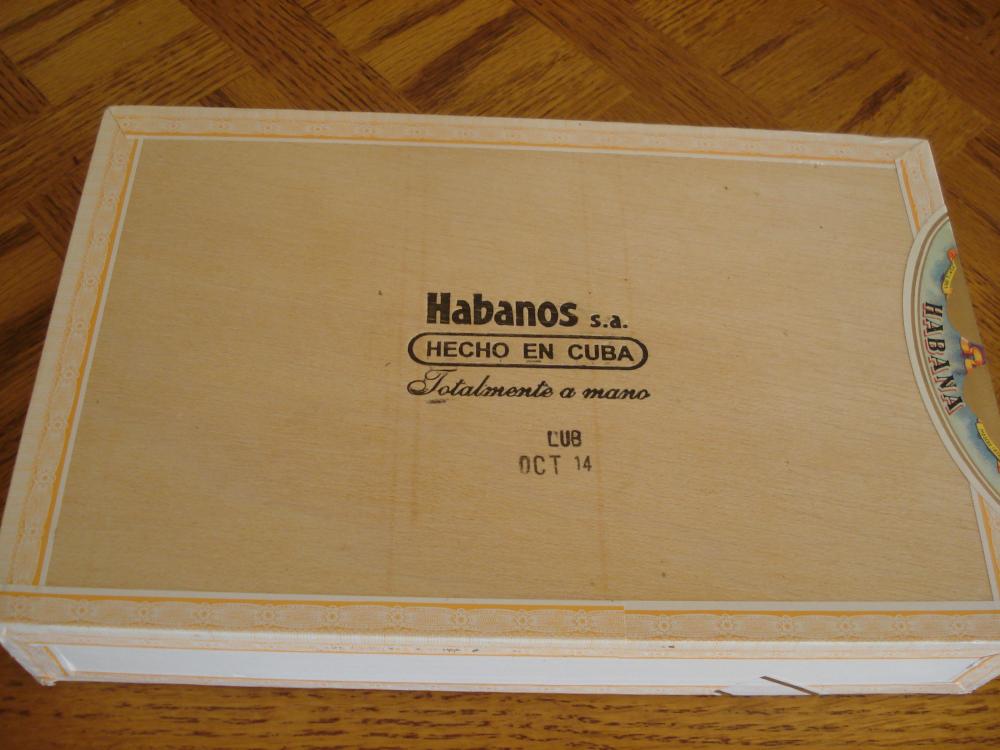 Habanos s.a.
HECHO EN CUBA
Totalmente a mano
LUB
OCT 14
HABANA